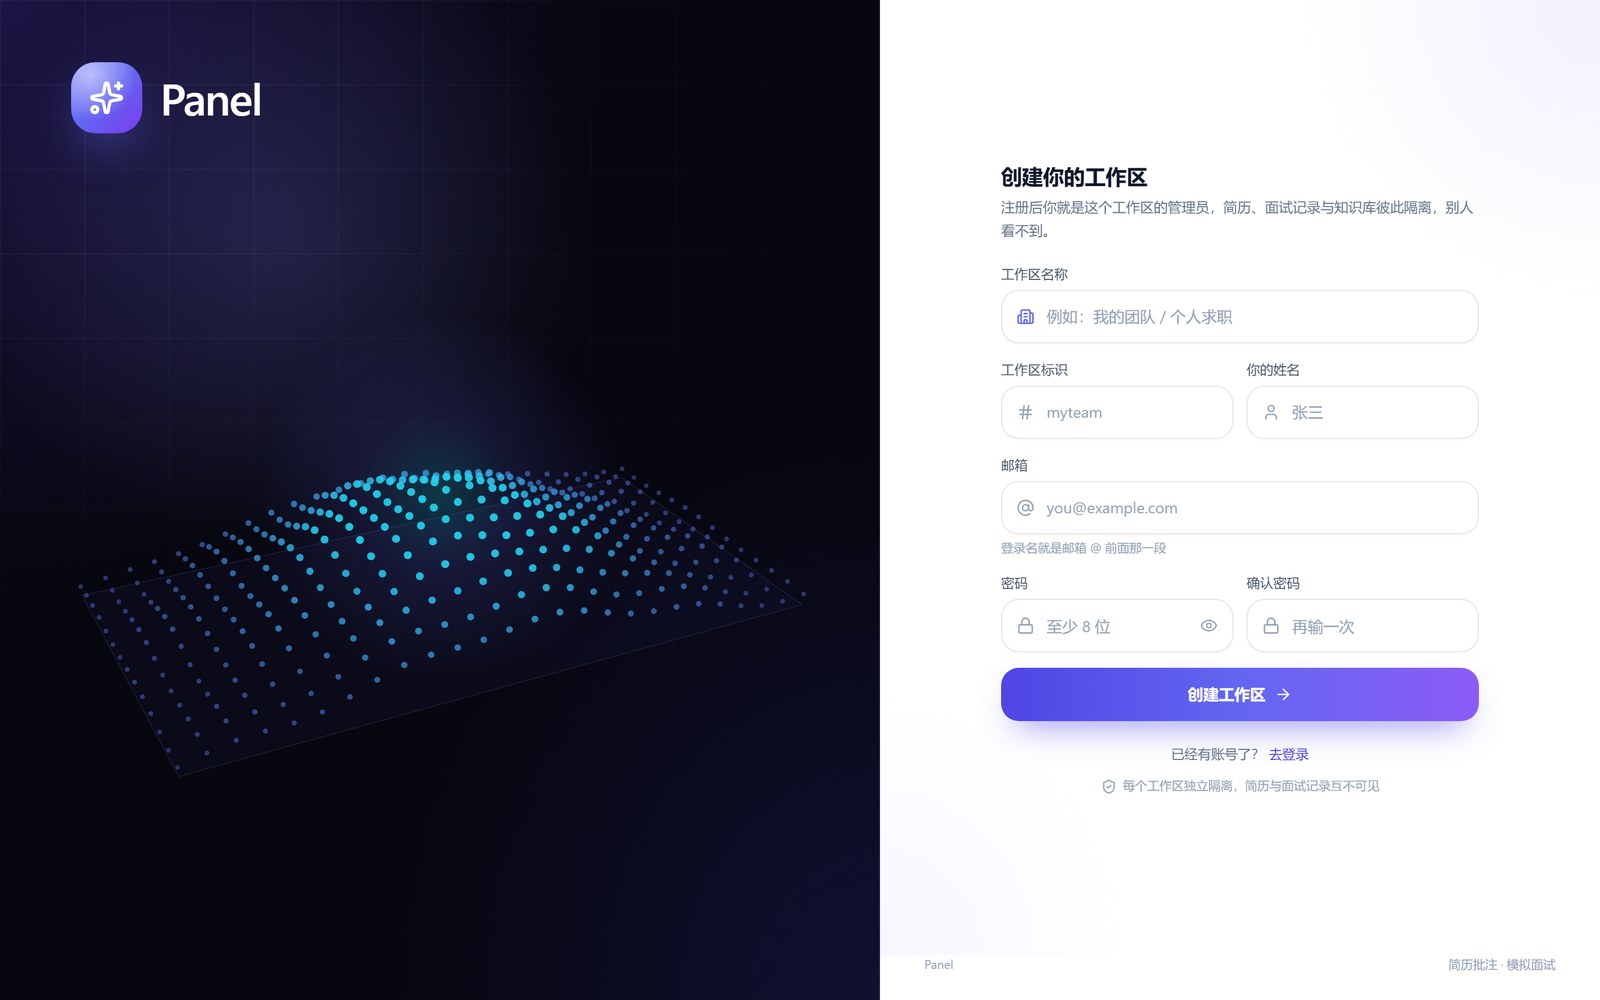 Panel
创建你的工作区
注册后你就是这个工作区的管理员，简历、面试记录与知识库彼此隔离，别人
看不到。
工作区名称
例如：我的团队 / 个人求职
工作区标识
你的姓名
myteam
张三
邮箱
you@example.com
登录名就是邮箱 @ 前面那一段
密码
确认密码
至少 8 位
再输一次
创建工作区 →
已经有账号了？ 去登录
每个工作区独立隔离，简历与面试记录互不可见
Panel
简历批注 · 模拟面试